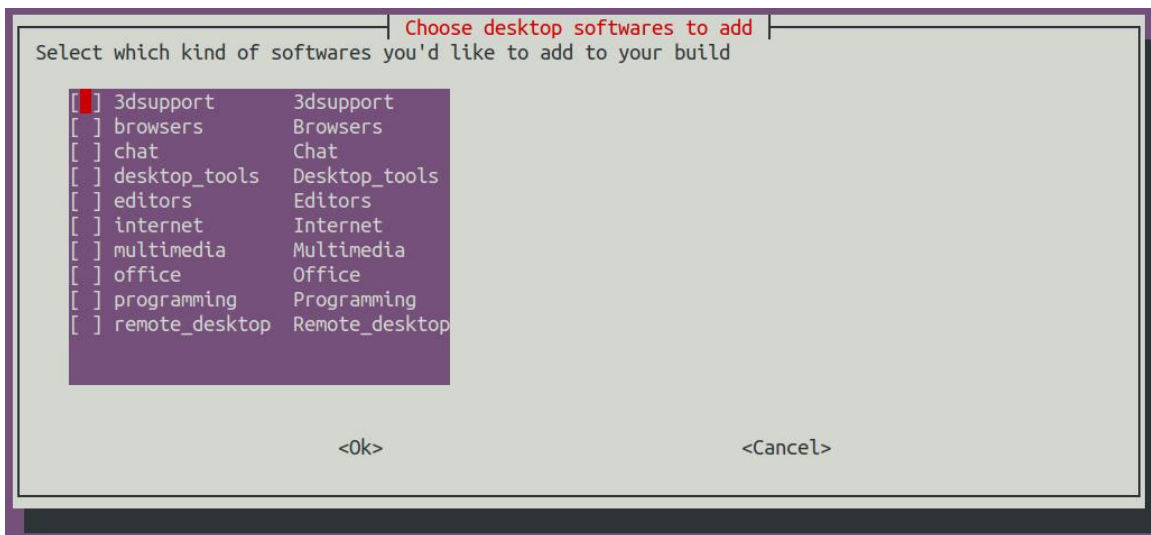 Choose desktop softwares to add
Select which kind of softwares you'd like to add to your build
[ ] 3dsupport 3dsupport
[ ] browsers Browsers
[ ] chat Chat
[ ] desktop_tools Desktop_tools
[ ] editors Editors
[ ] internet Internet
[ ] multimedia Multimedia
[ ] office Office
[ ] programming Programming
[ ] remote_desktop Remote_desktop
<Ok> <Cancel>